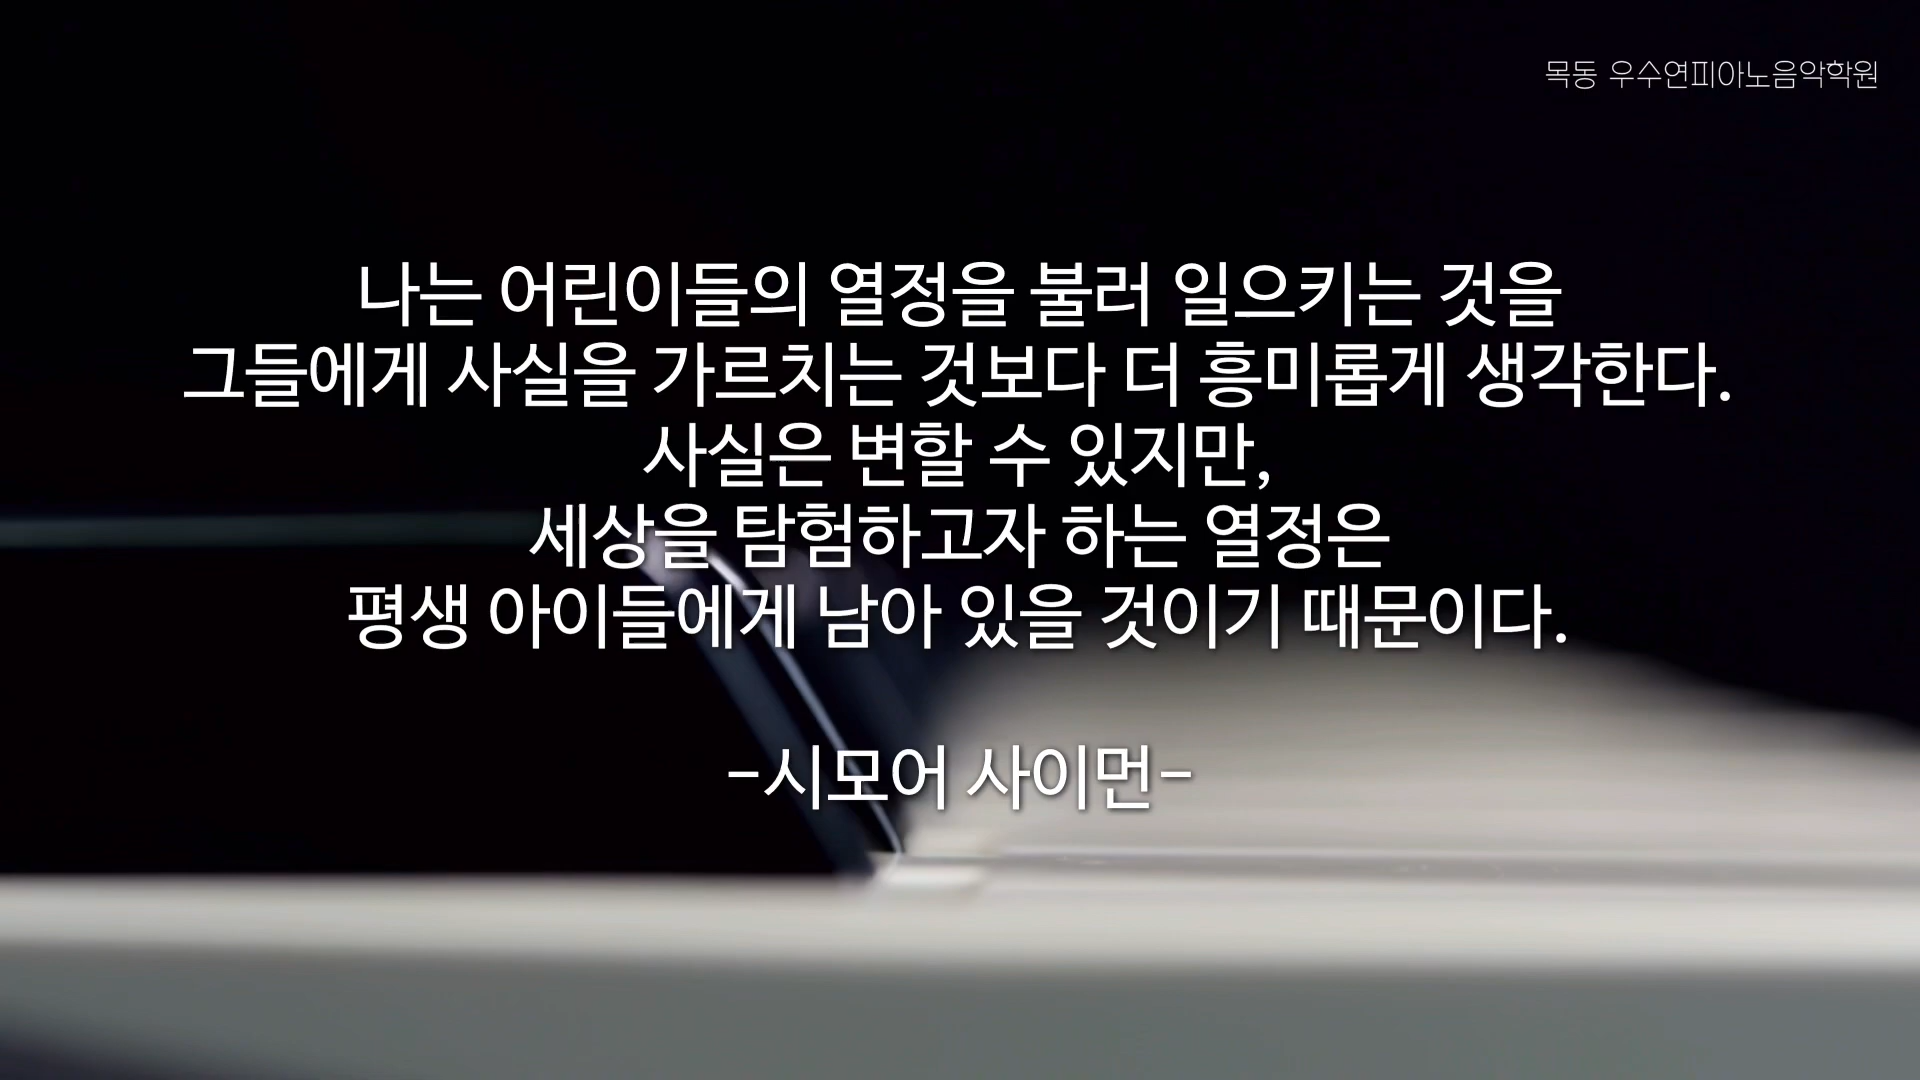 목동 우수연피아노음악학원
나는 어린이들의 열정을 불러 일으키는 것을
그들에게 사실을 가르치는 것보다 더 흥미롭게 생각한다.
사실은 변할 수 있지만,
세상을 탐험하고자 하는 열정은
평생 아이들에게 남아 있을 것이기 때문이다.
-시모어 사이먼-